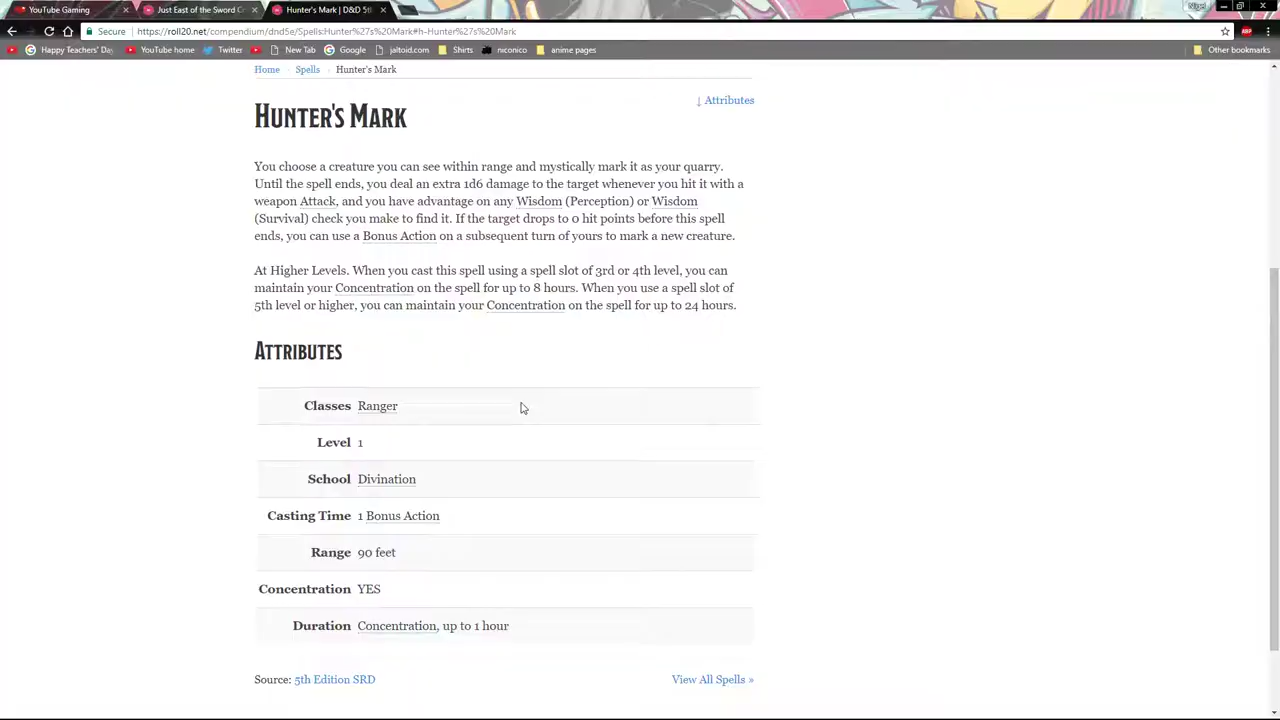 YouTube Gaming
Just East of the Sword C
Hunter's Mark | D&D 5th
Nigel
Secure https://roll20.net/compendium/dnd5e/Spells:Hunter%27s%20Mark#h-Hunter%27s%20Mark
ABP
Happy Teachers' Day
YouTube home
Twitter
New Tab
Google
jaltoid.com
Shirts
niconico
anime pages
Other bookmarks
Home
Spells
Hunter's Mark
↓ Attributes
Hunter's Mark
You choose a creature you can see within range and mystically mark it as your quarry.
Until the spell ends, you deal an extra 1d6 damage to the target whenever you hit it with a
weapon Attack, and you have advantage on any Wisdom (Perception) or Wisdom
(Survival) check you make to find it. If the target drops to 0 hit points before this spell
ends, you can use a Bonus Action on a subsequent turn of yours to mark a new creature.
At Higher Levels. When you cast this spell using a spell slot of 3rd or 4th level, you can
maintain your Concentration on the spell for up to 8 hours. When you use a spell slot of
5th level or higher, you can maintain your Concentration on the spell for up to 24 hours.
Attributes
Classes Ranger
Level 1
School Divination
Casting Time 1 Bonus Action
Range 90 feet
Concentration YES
Duration Concentration, up to 1 hour
Source: 5th Edition SRD
View All Spells »